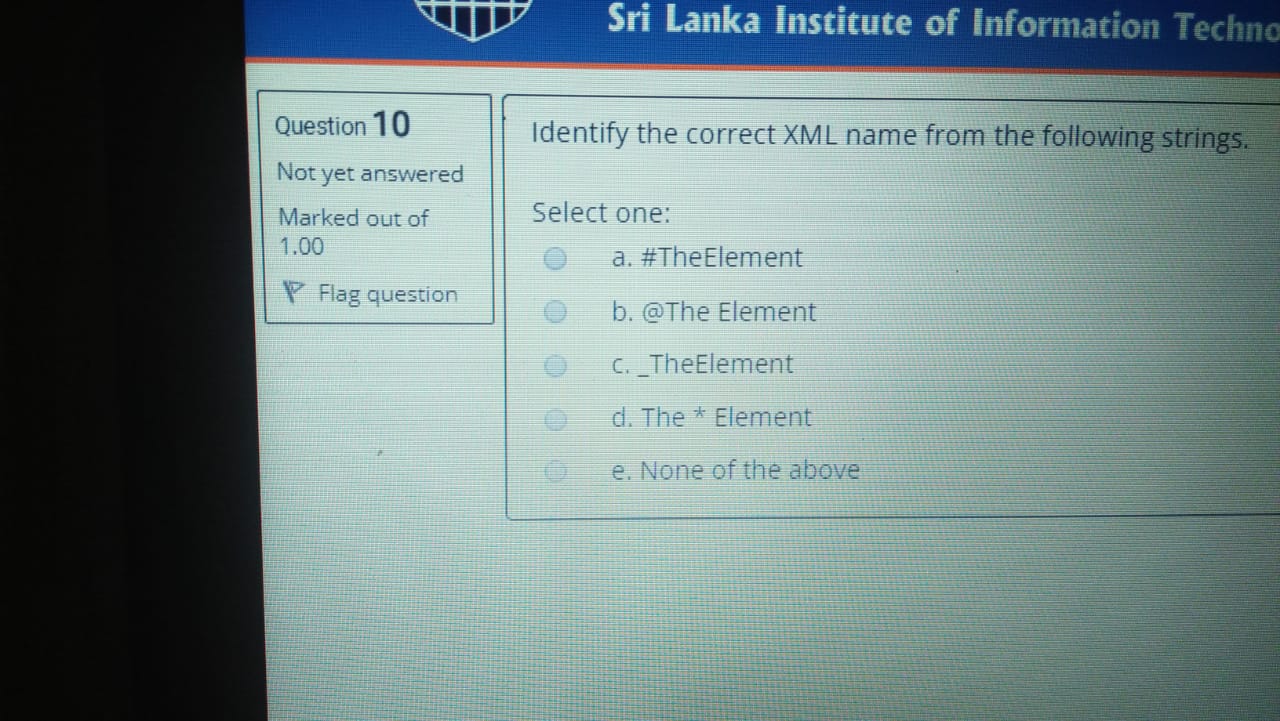 Sri Lanka Institute of Information Techno
Question 10
Not yet answered
Marked out of
1.00
Flag question
Identify the correct XML name from the following strings.
Select one:
a. #TheElement
b. @The Element
c. _TheElement
d. The * Element
e. None of the above